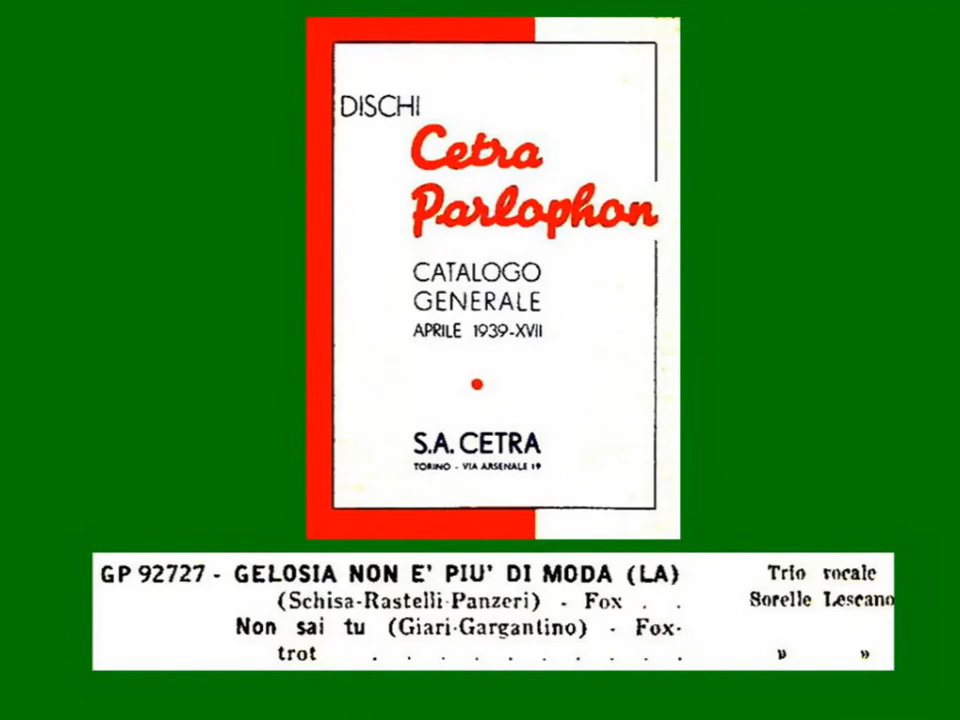 DISCHI
Cetra
Parlophon
CATALOGO
GENERALE
APRILE 1939-XVII
S.A. CETRA
TORINO - VIA ARSENALE 19
GP 92727 - GELOSIA NON E' PIU' DI MODA (LA) Trio vocale
(Schisa-Rastelli-Panzeri) - Fox . . Sorelle Lescano
Non sai tu (Giari-Gargantino) - Fox-
trot . . . . . . . . . . » »